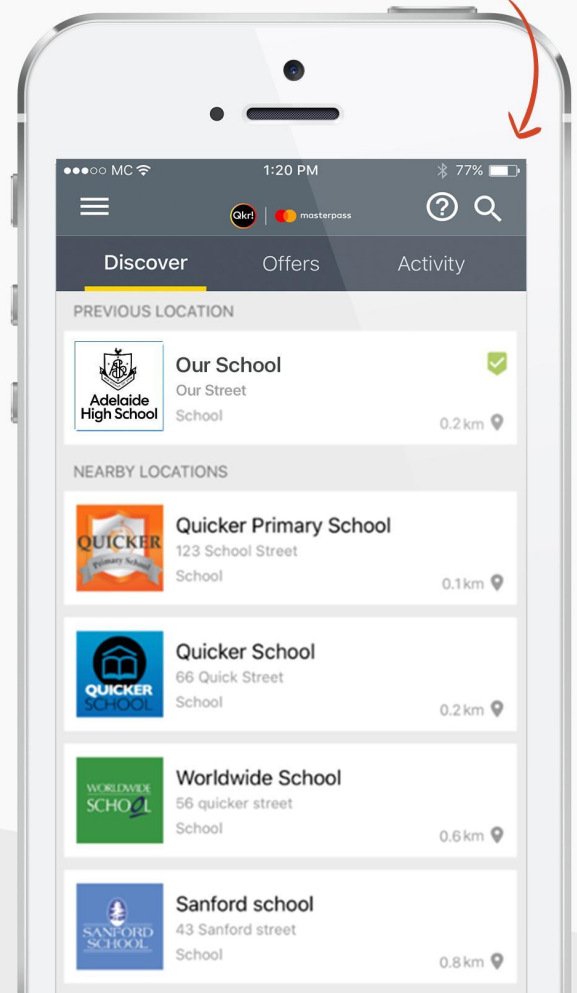 MC 1:20 PM 77%
Qkr! masterpass
Discover Offers Activity
PREVIOUS LOCATION
Adelaide
High School
Our School
Our Street
School
0.2 km
NEARBY LOCATIONS
QUICKER
Primary School
Quicker Primary School
123 School Street
School
0.1 km
QUICKER
SCHOOL
Quicker School
66 Quick Street
School
0.2 km
WORLDWIDE
SCHOOL
Worldwide School
56 quicker street
School
0.6 km
SANFORD
SCHOOL
Sanford school
43 Sanford street
School
0.8 km